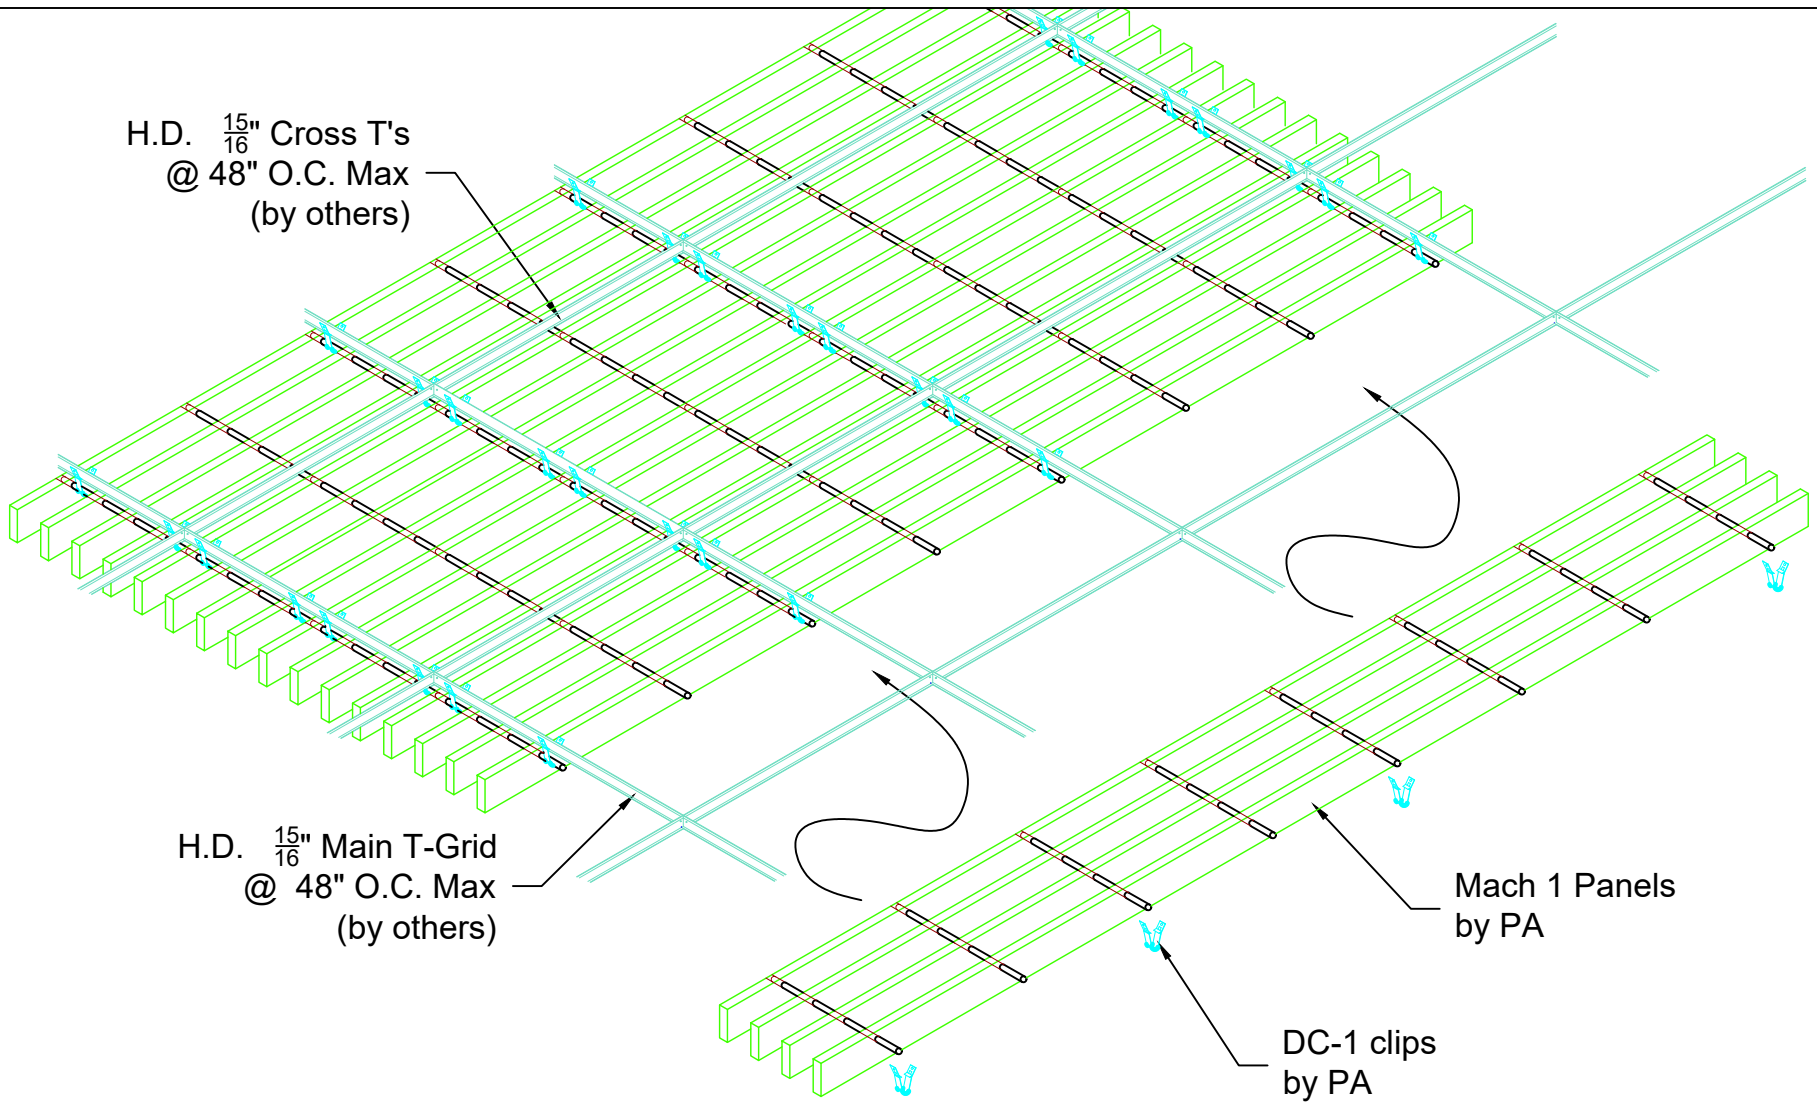 H.D. 15/16" Cross T's
@ 48" O.C. Max
(by others)
H.D. 15/16" Main T-Grid
@ 48" O.C. Max
(by others)
Mach 1 Panels
by PA
DC-1 clips
by PA